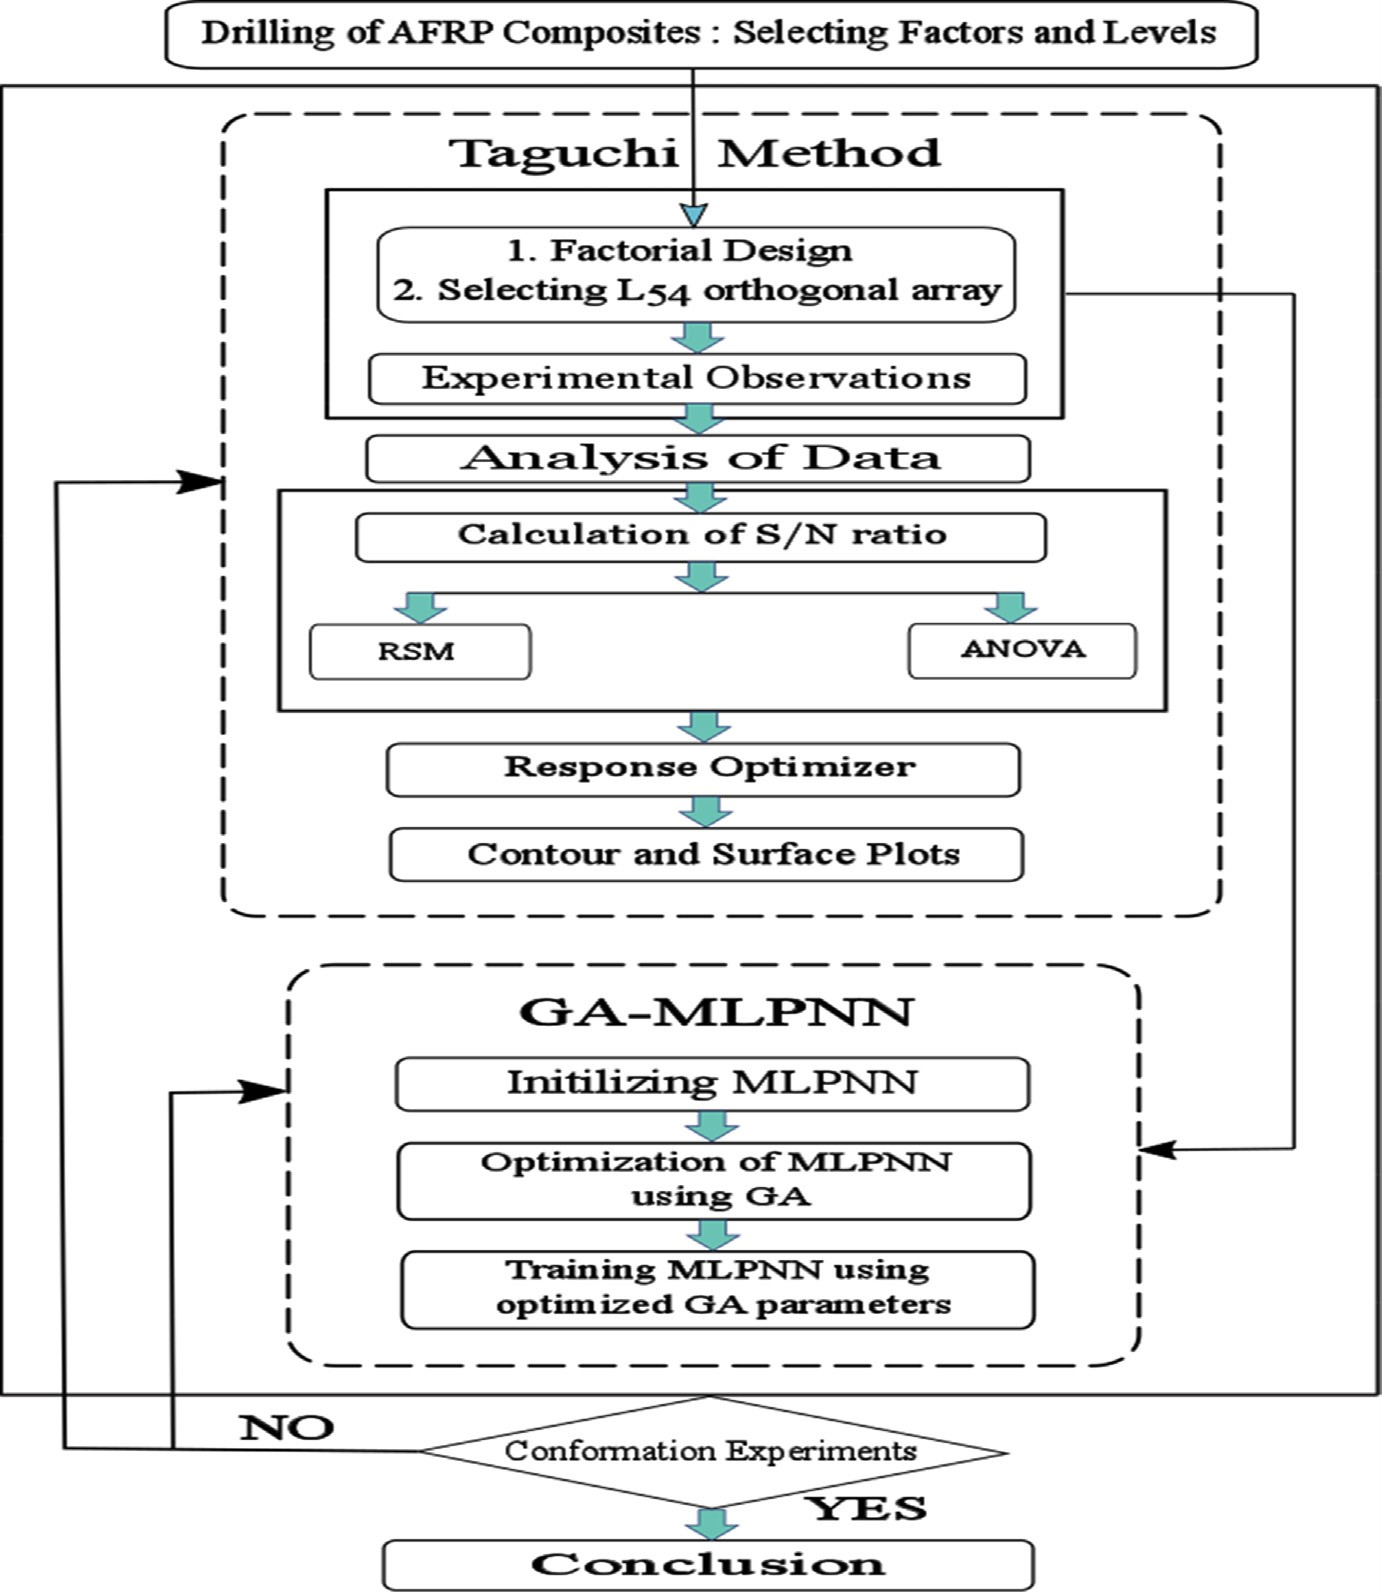 Drilling of AFRP Composites : Selecting Factors and Levels
Taguchi Method
1. Factorial Design
2. Selecting L54 orthogonal array
Experimental Observations
Analysis of Data
Calculation of S/N ratio
RSM
ANOVA
Response Optimizer
Contour and Surface Plots
GA-MLPNN
Initilizing MLPNN
Optimization of MLPNN
using GA
Training MLPNN using
optimized GA parameters
NO
Conformation Experiments
YES
Conclusion